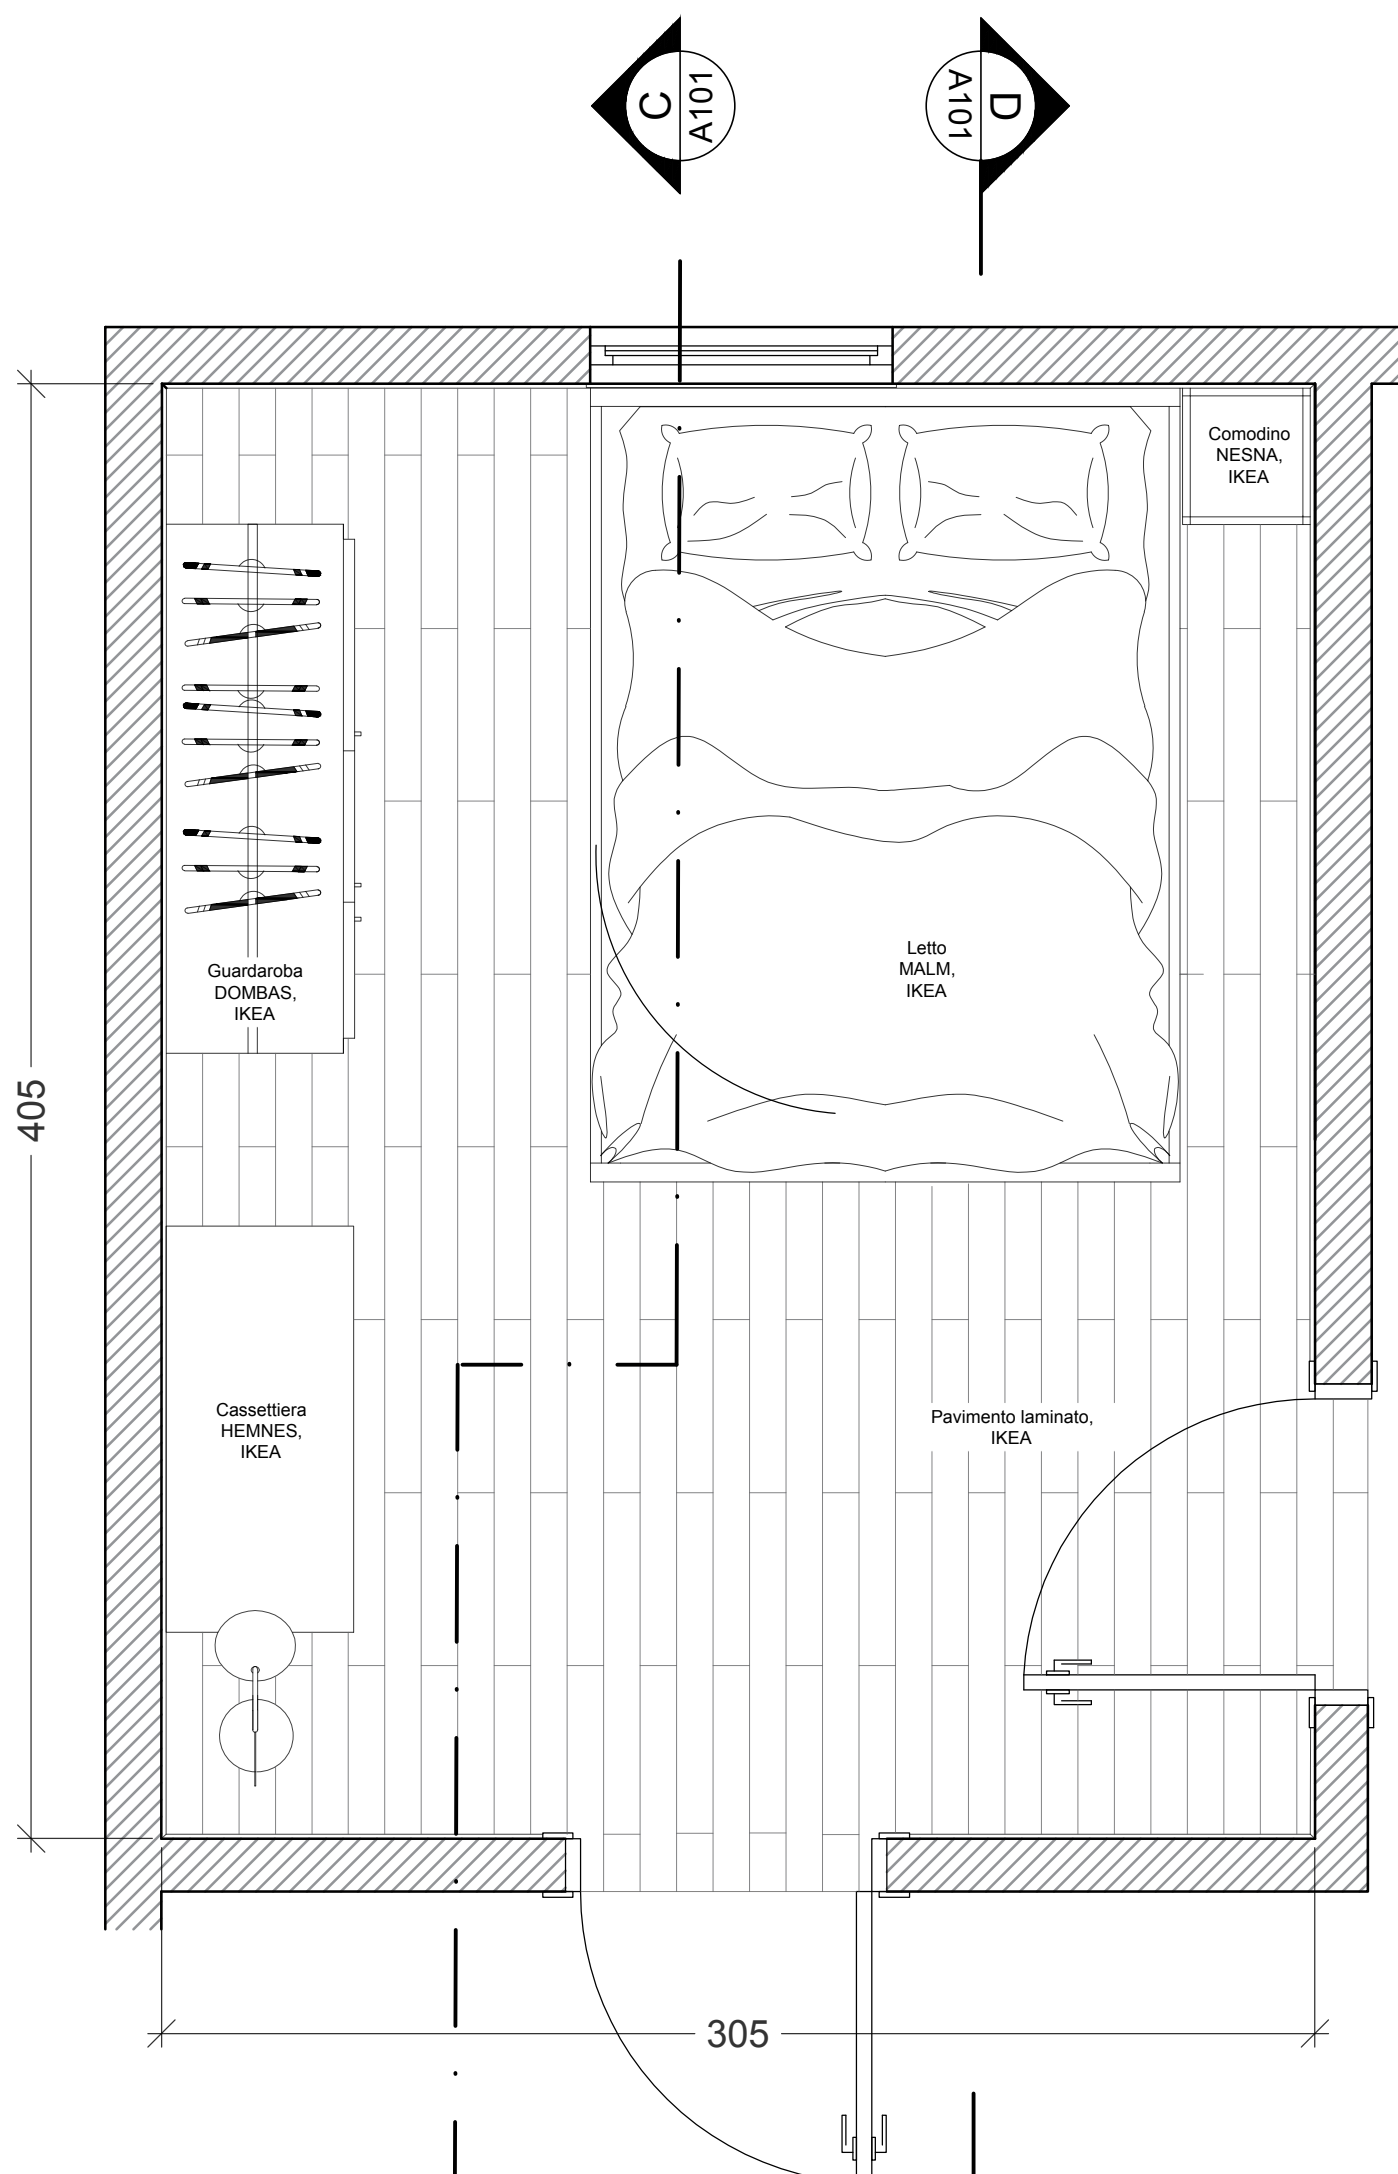 C
A101
D
A101
Comodino
NESNA,
IKEA
Letto
MALM,
IKEA
Guardaroba
DOMBAS,
IKEA
405
Cassettiera
HEMNES,
IKEA
Pavimento laminato,
IKEA
305